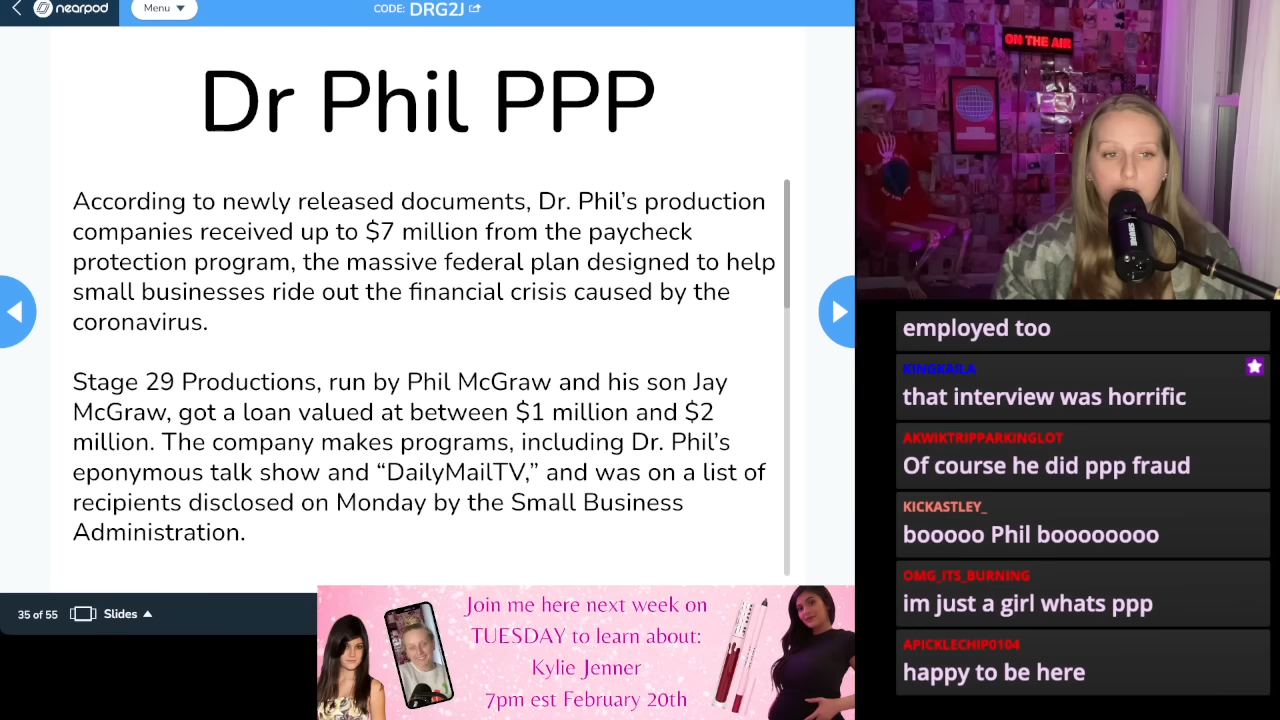 nearpod
Menu
CODE: DRG2J
ON THE AIR
Dr Phil PPP
According to newly released documents, Dr. Phil’s production
companies received up to $7 million from the paycheck
protection program, the massive federal plan designed to help
small businesses ride out the financial crisis caused by the
coronavirus.
Stage 29 Productions, run by Phil McGraw and his son Jay
McGraw, got a loan valued at between $1 million and $2
million. The company makes programs, including Dr. Phil’s
eponymous talk show and “DailyMailTV,” and was on a list of
recipients disclosed on Monday by the Small Business
Administration.
35 of 55
Slides
Join me here next week on
TUESDAY to learn about:
Kylie Jenner
7pm est February 20th
SHURE
employed too
KINGKAILA
that interview was horrific
AKWIKTRIPPARKINGLOT
Of course he did ppp fraud
KICKASTLEY_
booooo Phil boooooooo
OMG_ITS_BURNING
im just a girl whats ppp
APICKLECHIP0104
happy to be here